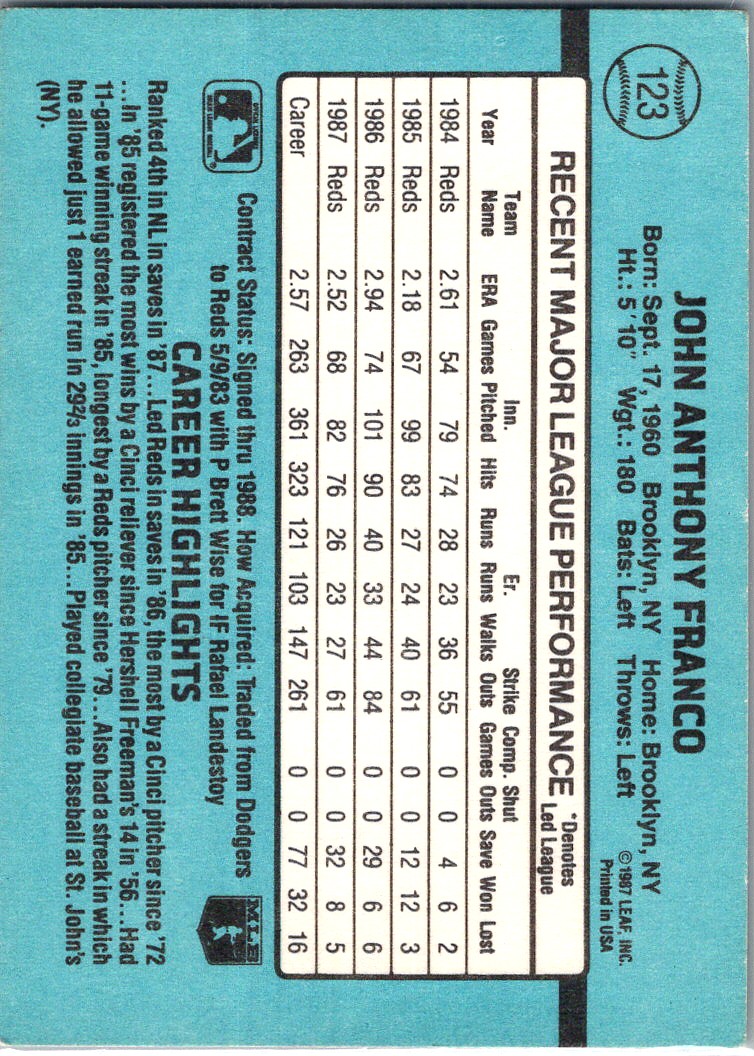 123
JOHN ANTHONY FRANCO
Born: Sept. 17, 1960 Brooklyn, NY Home: Brooklyn, NY
Ht.: 5'10" Wgt.: 180 Bats: Left Throws: Left
© 1987 LEAF, INC.
Printed in USA
RECENT MAJOR LEAGUE PERFORMANCE *Denotes Led League
Year Team Name ERA Games Inn. Pitched Hits Runs Er. Runs Walks Strike Outs Comp. Games Shut Outs Save Won Lost
1984 Reds 2.61 54 79 74 28 23 36 55 0 0 4 6 2
1985 Reds 2.18 67 99 83 27 24 40 61 0 0 12 12 3
1986 Reds 2.94 74 101 90 40 33 44 84 0 0 29 6 6
1987 Reds 2.52 68 82 76 26 23 27 61 0 0 32 8 5
Career 2.57 263 361 323 121 103 147 261 0 0 77 32 16
Contract Status: Signed thru 1988. How Acquired: Traded from Dodgers
to Reds 5/9/83 with P Brett Wise for IF Rafael Landestoy
MLB
CAREER HIGHLIGHTS
Ranked 4th in NL in saves in '87...Led Reds in saves in '86, the most by a Cinci pitcher since '72
...In '85 registered the most wins by a Cinci reliever since Hershell Freeman's 14 in '56...Had
11-game winning streak in '85, longest by a Reds pitcher since '79...Also had a streak in which
he allowed just 1 earned run in 29⅔ innings in '85...Played collegiate baseball at St. John's
(NY).